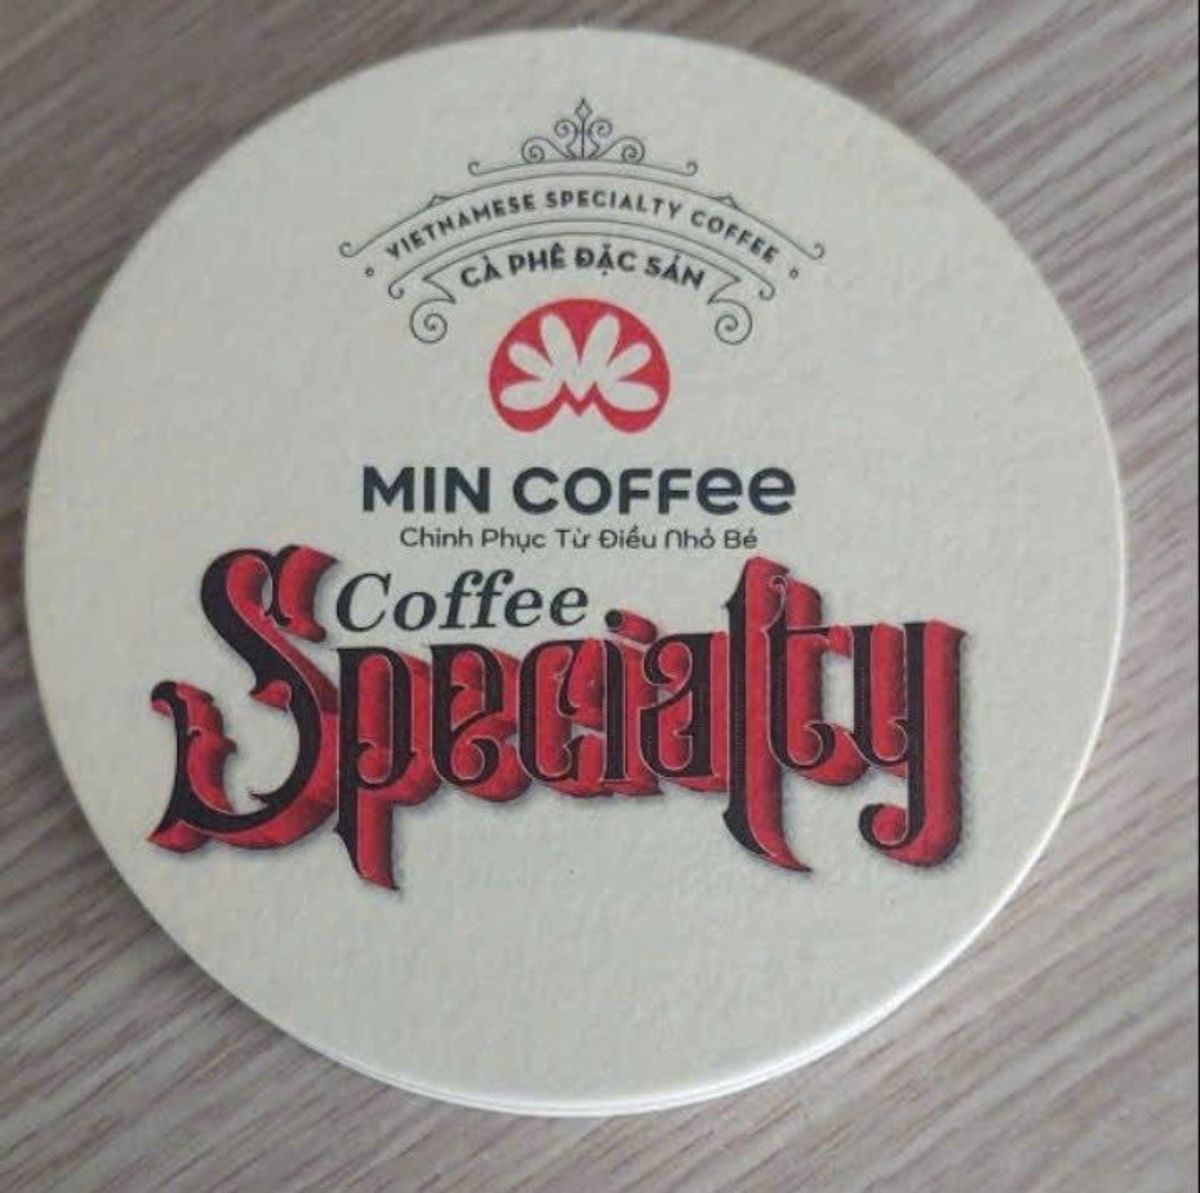 VIETNAMESE SPECIALTY COFFEE
CÀ PHÊ ĐẶC SẢN
MIN COFFee
Chinh Phục Từ Điều Nhỏ Bé
Coffee
Specialty